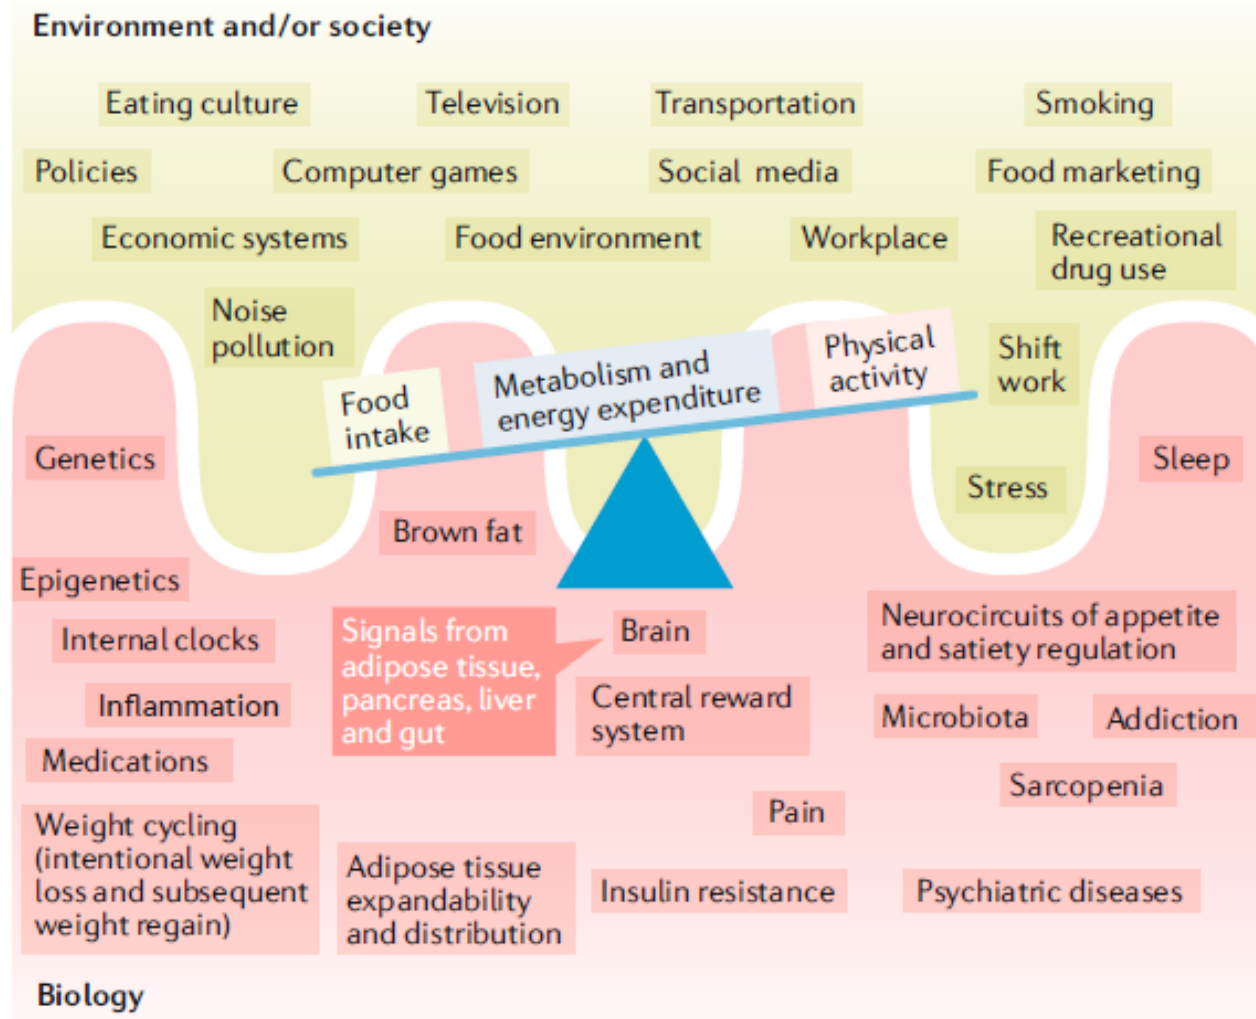 Environment and/or society
Eating culture
Television
Transportation
Smoking
Policies
Computer games
Social media
Food marketing
Economic systems
Food environment
Workplace
Recreational
drug use
Noise
pollution
Food
intake
Metabolism and
energy expenditure
Physical
activity
Shift
work
Genetics
Sleep
Stress
Brown fat
Epigenetics
Internal clocks
Inflammation
Medications
Signals from
adipose tissue,
pancreas, liver
and gut
Brain
Central reward
system
Neurocircuits of appetite
and satiety regulation
Microbiota
Addiction
Sarcopenia
Pain
Weight cycling
(intentional weight
loss and subsequent
weight regain)
Adipose tissue
expandability
and distribution
Insulin resistance
Psychiatric diseases
Biology